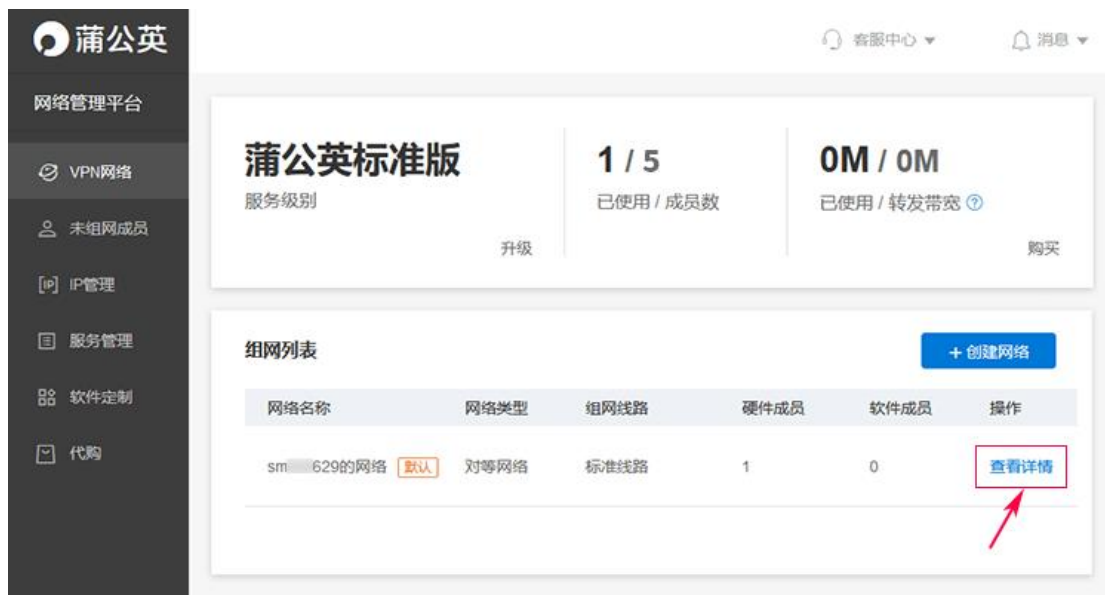 蒲公英
客服中心
消息
网络管理平台
VPN网络
未组网成员
IP管理
服务管理
软件定制
代购
蒲公英标准版
服务级别
升级
1 / 5
已使用 / 成员数
0M / 0M
已使用 / 转发带宽 ?
购买
组网列表
+ 创建网络
网络名称 网络类型 组网线路 硬件成员 软件成员 操作
sm 629的网络 默认 对等网络 标准线路 1 0 查看详情